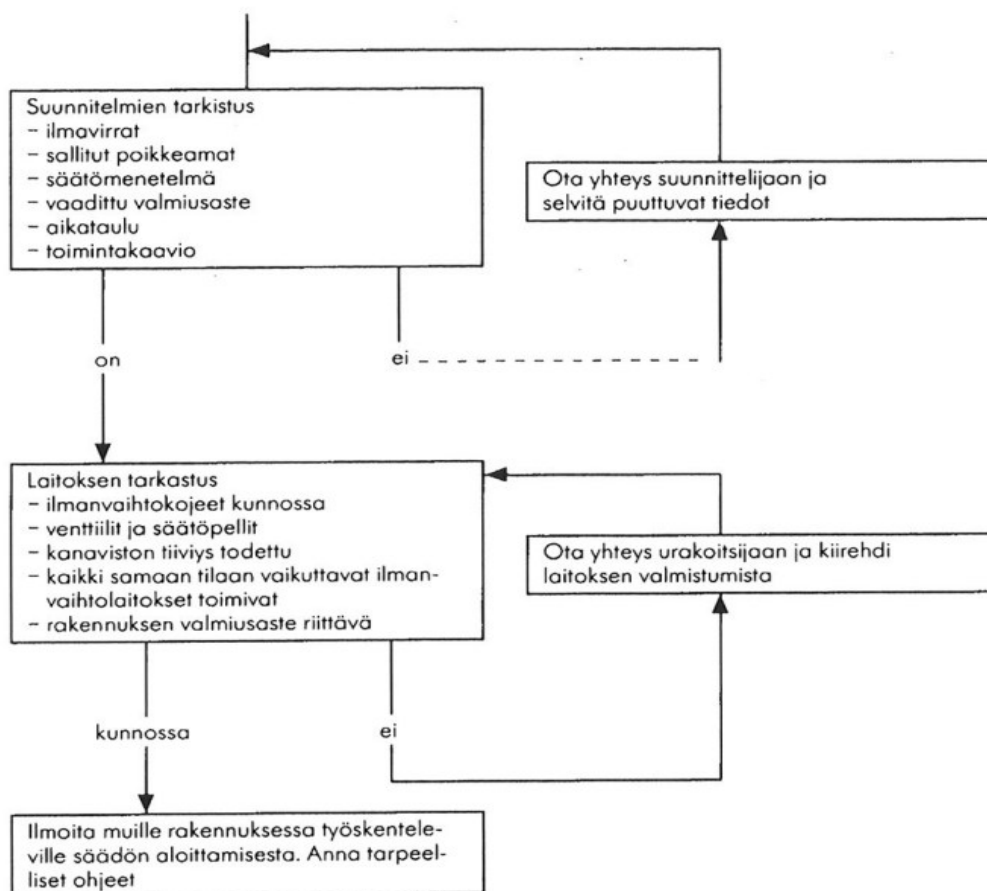 Suunnitelmien tarkistus
– ilmavirrat
– sallitut poikkeamat
– säätömenetelmä
– vaadittu valmiusaste
– aikataulu
– toimintakaavio
Ota yhteys suunnittelijaan ja
selvitä puuttuvat tiedot
on
ei
Laitoksen tarkastus
– ilmanvaihtokojeet kunnossa
– venttiilit ja säätöpellit
– kanaviston tiiviys todettu
– kaikki samaan tilaan vaikuttavat ilman-
vaihtolaitokset toimivat
– rakennuksen valmiusaste riittävä
Ota yhteys urakoitsijaan ja kiirehdi
laitoksen valmistumista
kunnossa
ei
Ilmoita muille rakennuksessa työskentele-
ville säädön aloittamisesta. Anna tarpeel-
liset ohjeet